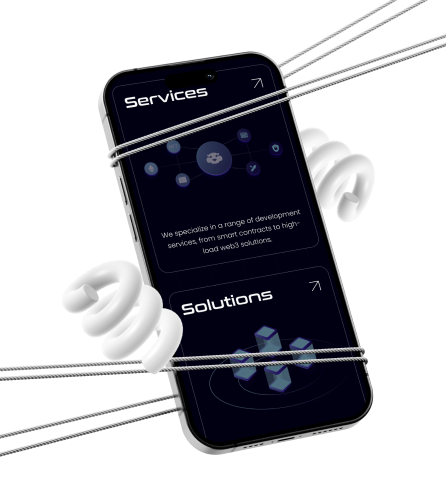 Services
We specialize in a range of development
services, from smart contracts to high-
load web3 solutions.
Solutions